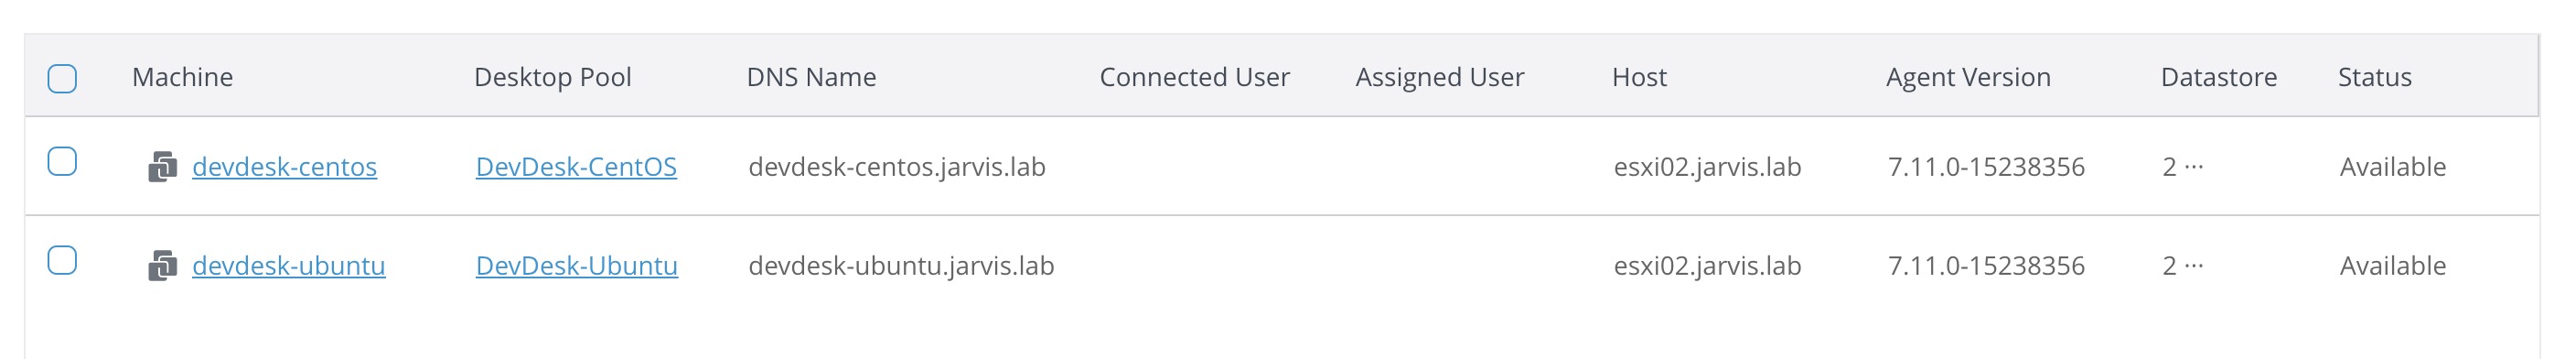 Machine Desktop Pool DNS Name Connected User Assigned User Host Agent Version Datastore Status
devdesk-centos DevDesk-CentOS devdesk-centos.jarvis.lab esxi02.jarvis.lab 7.11.0-15238356 2 ··· Available
devdesk-ubuntu DevDesk-Ubuntu devdesk-ubuntu.jarvis.lab esxi02.jarvis.lab 7.11.0-15238356 2 ··· Available